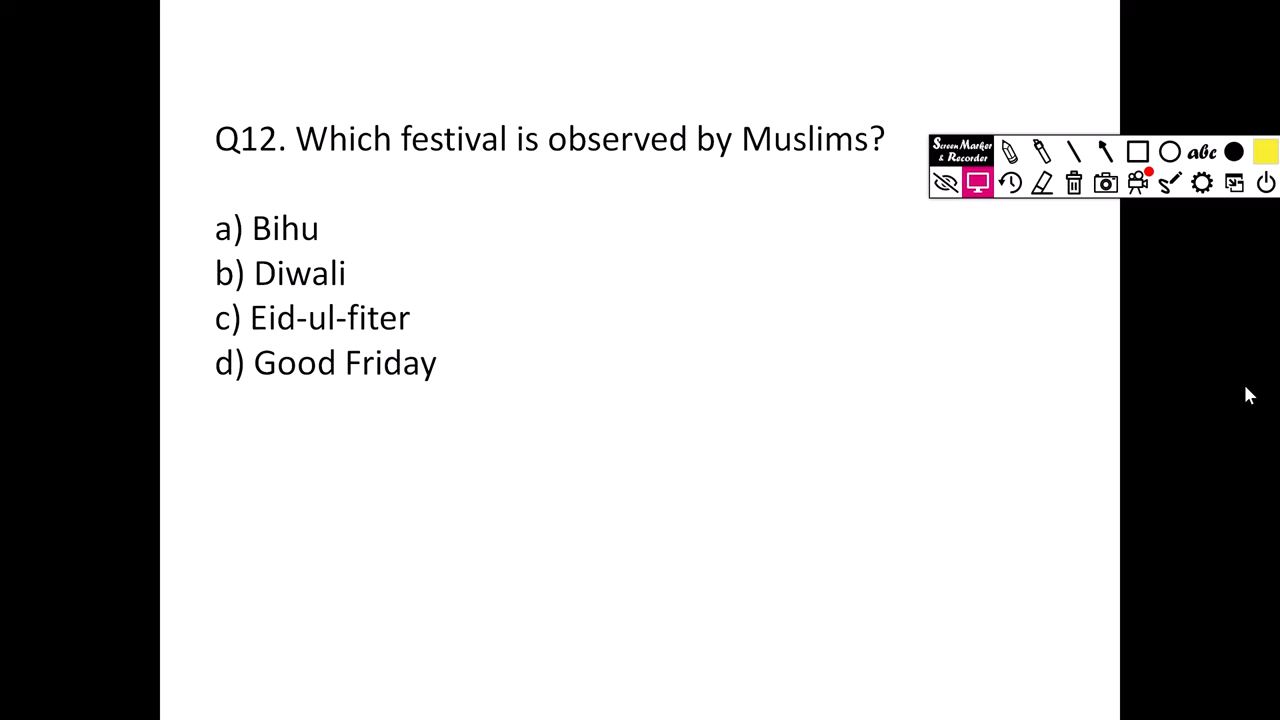 Q12. Which festival is observed by Muslims?
Screen Marker
& Recorder
abc
a) Bihu
b) Diwali
c) Eid-ul-fiter
d) Good Friday